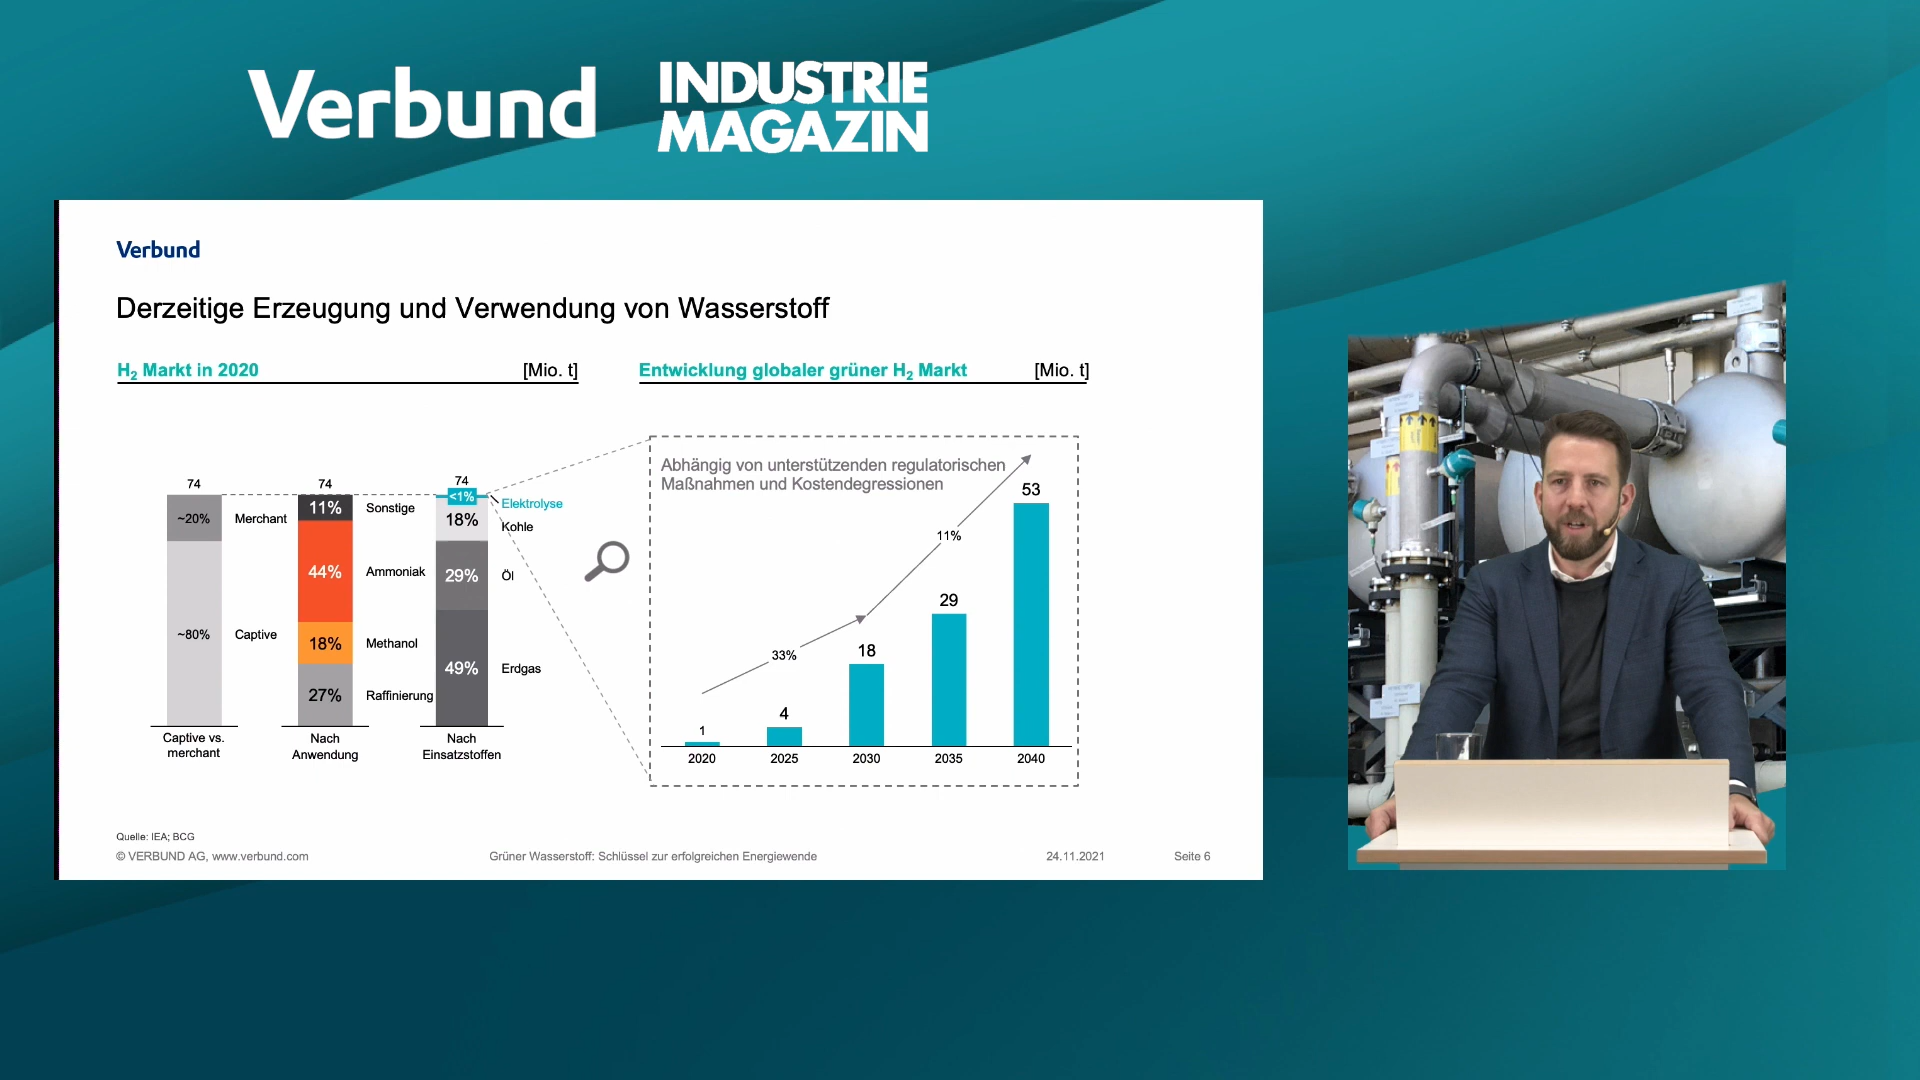 Verbund
INDUSTRIE
MAGAZIN
Verbund
Derzeitige Erzeugung und Verwendung von Wasserstoff
H₂ Markt in 2020 [Mio. t]
74
74
74
~20%
Merchant
~80%
Captive
11%
Sonstige
44%
Ammoniak
18%
Methanol
27%
Raffinierung
<1%
Elektrolyse
18%
Kohle
29%
Öl
49%
Erdgas
Captive vs.
merchant
Nach
Anwendung
Nach
Einsatzstoffen
Entwicklung globaler grüner H₂ Markt [Mio. t]
Abhängig von unterstützenden regulatorischen
Maßnahmen und Kostendegressionen
33%
11%
1
4
18
29
53
2020
2025
2030
2035
2040
Quelle: IEA; BCG
© VERBUND AG, www.verbund.com
Grüner Wasserstoff: Schlüssel zur erfolgreichen Energiewende
24.11.2021
Seite 6